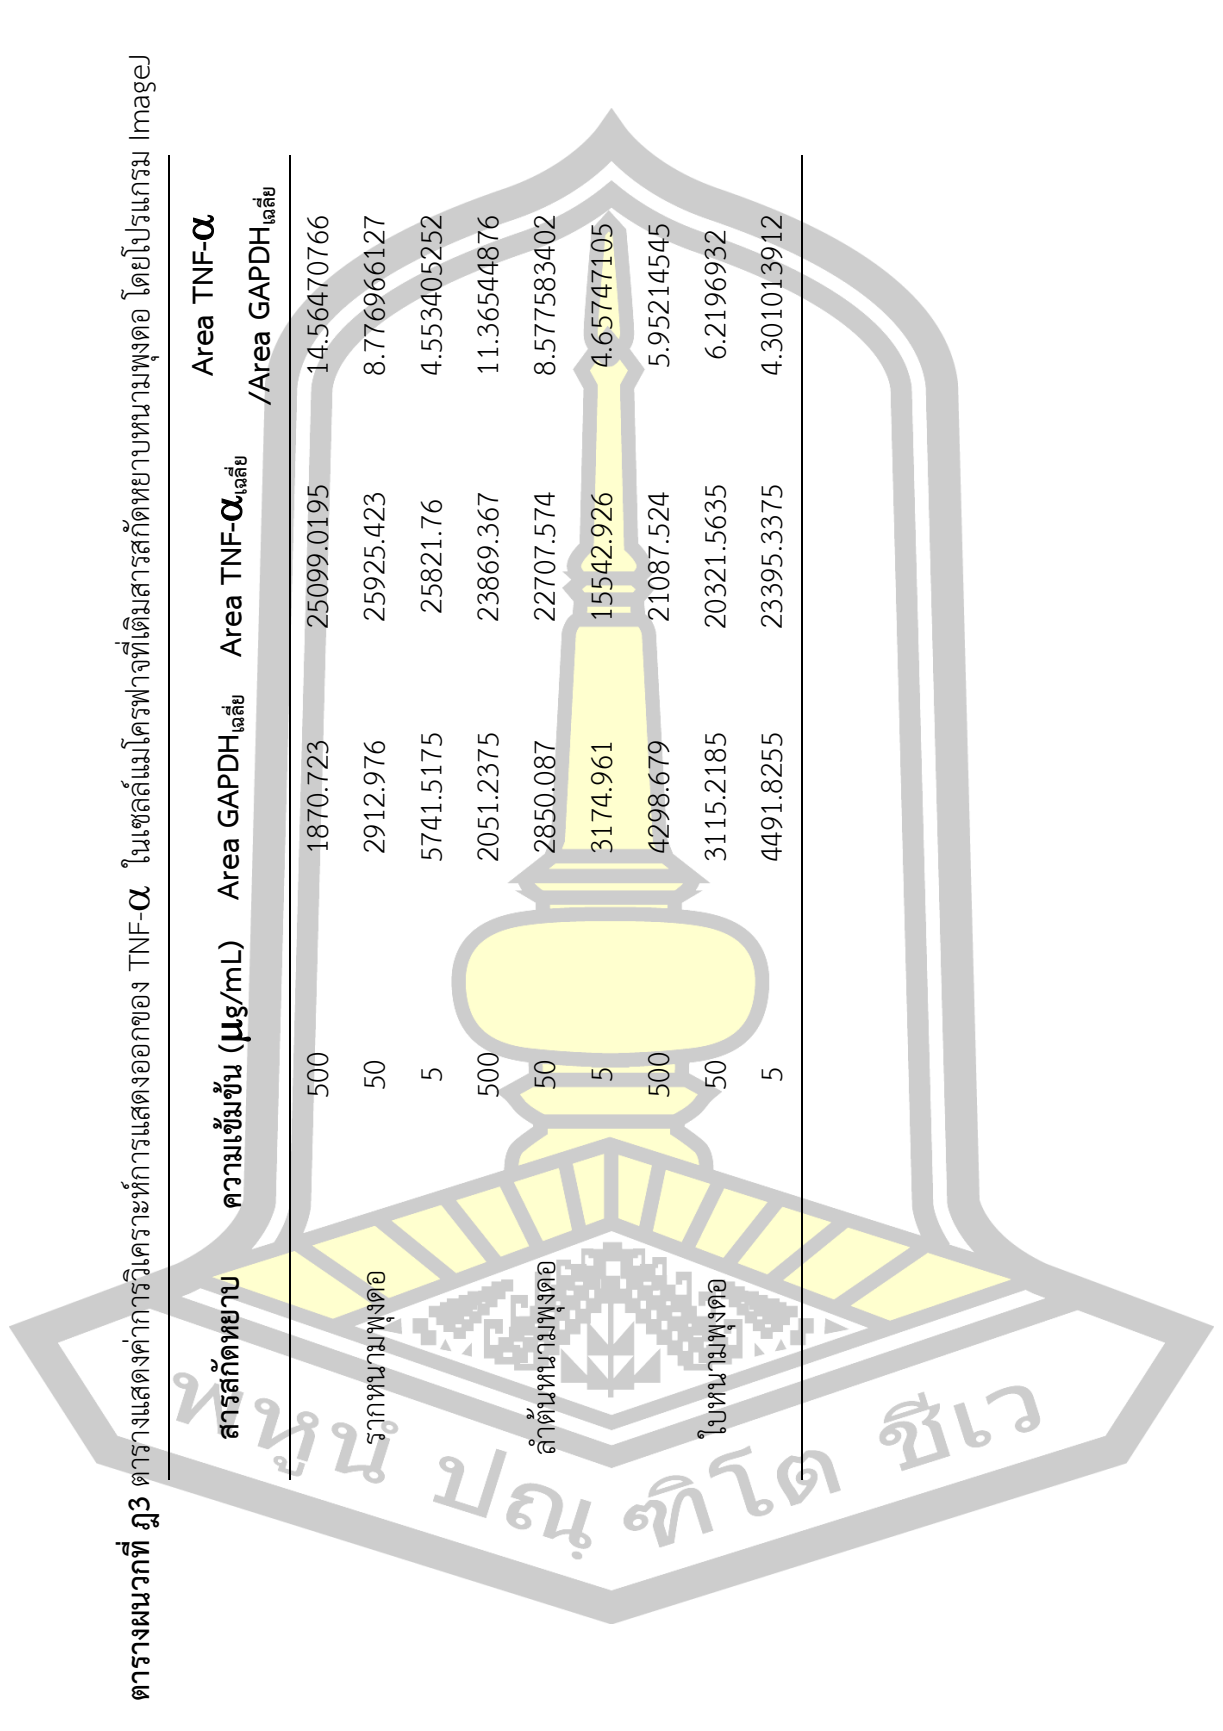 ตารางผนวกที่ ฎ3 ตารางแสดงค่าการวิเคราะห์การแสดงออกของ TNF-α ในเซลล์แมโครฟาจที่เติมสารสกัดหยาบหนามพุงดอ โดยโปรแกรม ImageJ
สารสกัดหยาบ ความเข้มข้น (μg/mL) Area GAPDHเฉลี่ย Area TNF-αเฉลี่ย Area TNF-α
/Area GAPDHเฉลี่ย
500 1870.723 25099.0195 14.56470766
รากหนามพุงดอ 50 2912.976 25925.423 8.776966127
5 5741.5175 25821.76 4.553405252
500 2051.2375 23869.367 11.36544876
ลำต้นหนามพุงดอ 50 2850.087 22707.574 8.577583402
5 3174.961 15542.926 4.65747105
500 4298.679 21087.524 5.95214545
ใบหนามพุงดอ 50 3115.2185 20321.5635 6.2196932
5 4491.8255 23395.3375 4.301013912
พหูนํ ปณฺฑิโต ชีเว